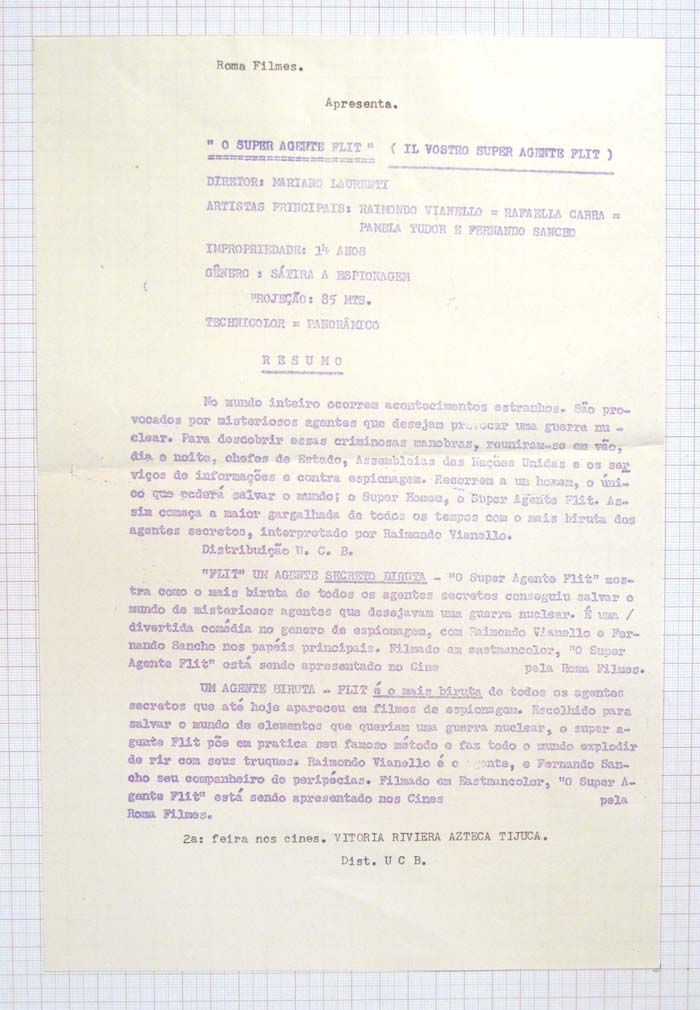 Roma Filmes.
Apresenta.
" O SUPER AGENTE FLIT " ( IL VOSTRO SUPER AGENTE FLIT )
DIRETOR: MARIANO LAURENTI
ARTISTAS PRINCIPAIS: RAIMONDO VIANELLO = RAFAELLA CARRA =
PAMELA TUDOR E FERNANDO SANCHO
IMPROPRIEDADE: 14 ANOS
GÊNERO : SÁTIRA A ESPIONAGEM
PROJEÇÃO: 85 MTS.
TECHNICOLOR = PANORÂMICO
R E S U M O
No mundo inteiro ocorrem acontecimentos estranhos. São pro-
vocados por misteriosos agentes que desejam provocar uma guerra nu -
clear. Para descobrir essas criminosas manobras, reuniram-se em vão,
dia e noite, chefes de Estado, Assembleias das Nações Unidas e os ser
viços de informações e contra espionagem. Recorrem a um homem, o úni-
co que poderá salvar o mundo; o Super Homem, o Super Agente Flit. As-
sim começa a maior gargalhada de todos os tempos com o mais biruta dos
agentes secretos, interpretado por Raimondo Vianello.
Distribuição U. C. B.
"FLIT" UM AGENTE SECRETO BIRUTA - "O Super Agente Flit" mos-
tra como o mais biruta de todos os agentes secretos conseguiu salvar o
mundo de misteriosos agentes que desejavam uma guerra nuclear. É uma /
divertida comédia no genero de espionagem, com Raimondo Vianello e Fer-
nando Sancho nos papéis principais. Filmado em eastmancolor, "O Super
Agente Flit" está sendo apresentado no Cine pela Roma Filmes.
UM AGENTE BIRUTA - FLIT é o mais biruta de todos os agentes
secretos que até hoje apareceu em filmes de espionagem. Escolhido para
salvar o mundo de elementos que queriam uma guerra nuclear, o super a-
gente Flit põe em pratica seu famoso método e faz todo o mundo explodir
de rir com seus truques. Raimondo Vianello é o gente, e Fernando San-
cho seu companheiro de peripécias. Filmado em Eastmancolor, "O Super A-
gente Flit" está sendo apresentado nos Cines pela
Roma Filmes.
2a: feira nos cines. VITORIA RIVIERA AZTECA TIJUCA.
Dist. U C B.